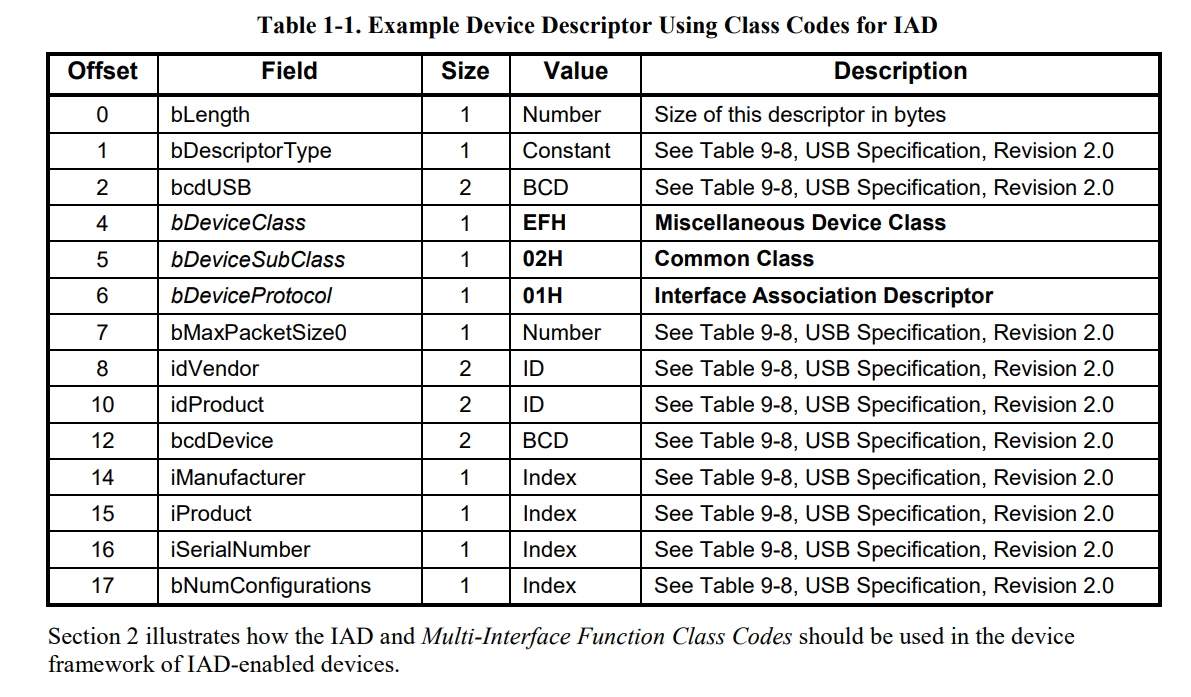 Table 1-1. Example Device Descriptor Using Class Codes for IAD
Offset Field Size Value Description
0 bLength 1 Number Size of this descriptor in bytes
1 bDescriptorType 1 Constant See Table 9-8, USB Specification, Revision 2.0
2 bcdUSB 2 BCD See Table 9-8, USB Specification, Revision 2.0
4 bDeviceClass 1 EFH Miscellaneous Device Class
5 bDeviceSubClass 1 02H Common Class
6 bDeviceProtocol 1 01H Interface Association Descriptor
7 bMaxPacketSize0 1 Number See Table 9-8, USB Specification, Revision 2.0
8 idVendor 2 ID See Table 9-8, USB Specification, Revision 2.0
10 idProduct 2 ID See Table 9-8, USB Specification, Revision 2.0
12 bcdDevice 2 BCD See Table 9-8, USB Specification, Revision 2.0
14 iManufacturer 1 Index See Table 9-8, USB Specification, Revision 2.0
15 iProduct 1 Index See Table 9-8, USB Specification, Revision 2.0
16 iSerialNumber 1 Index See Table 9-8, USB Specification, Revision 2.0
17 bNumConfigurations 1 Index See Table 9-8, USB Specification, Revision 2.0
Section 2 illustrates how the IAD and Multi-Interface Function Class Codes should be used in the device
framework of IAD-enabled devices.